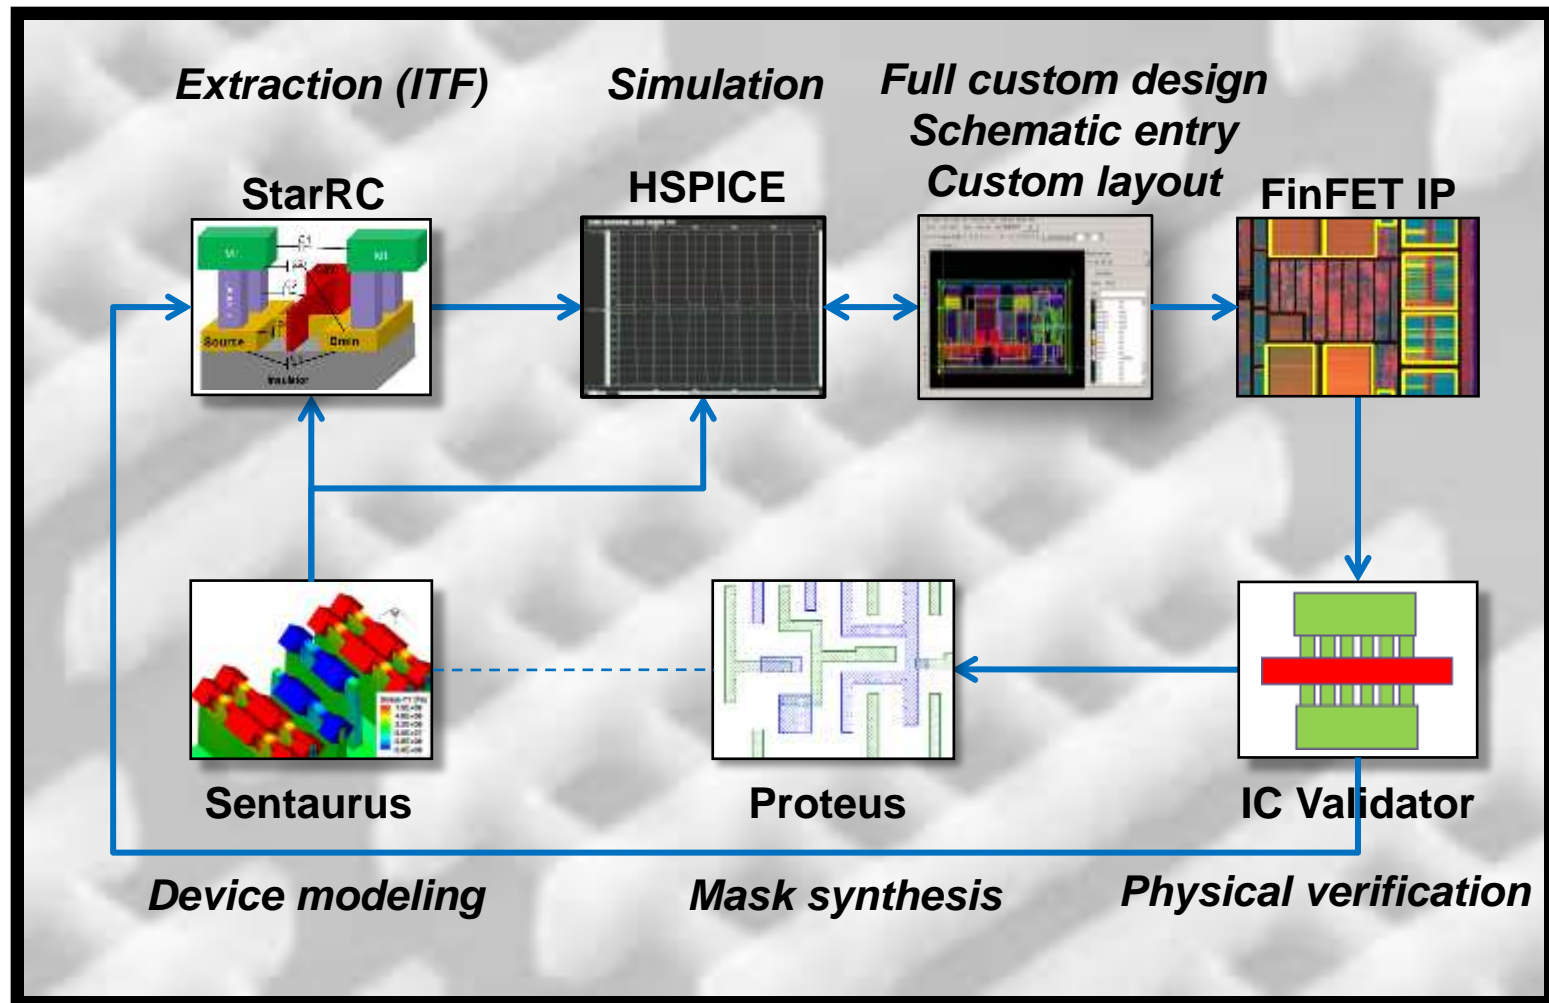 Extraction (ITF)
Simulation
Full custom design
Schematic entry
Custom layout
StarRC
HSPICE
FinFET IP
Source
Drain
Insulator
Sentaurus
Proteus
IC Validator
Device modeling
Mask synthesis
Physical verification